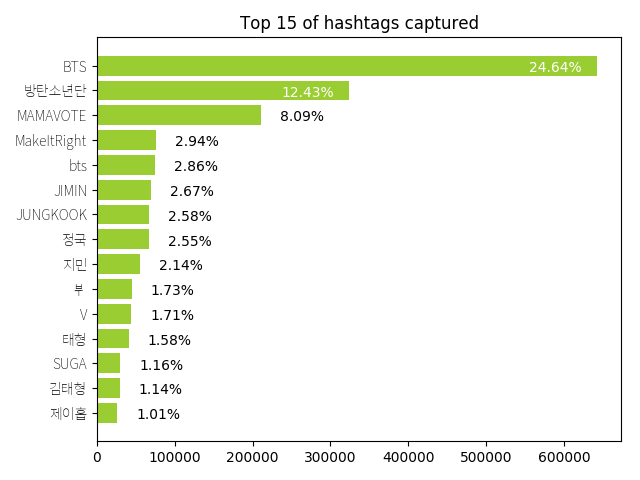 Top 15 of hashtags captured
BTS 24.64%
방탄소년단 12.43%
MAMAVOTE 8.09%
MakeItRight 2.94%
bts 2.86%
JIMIN 2.67%
JUNGKOOK 2.58%
정국 2.55%
지민 2.14%
뷔 1.73%
V 1.71%
태형 1.58%
SUGA 1.16%
김태형 1.14%
제이홉 1.01%
0 100000 200000 300000 400000 500000 600000